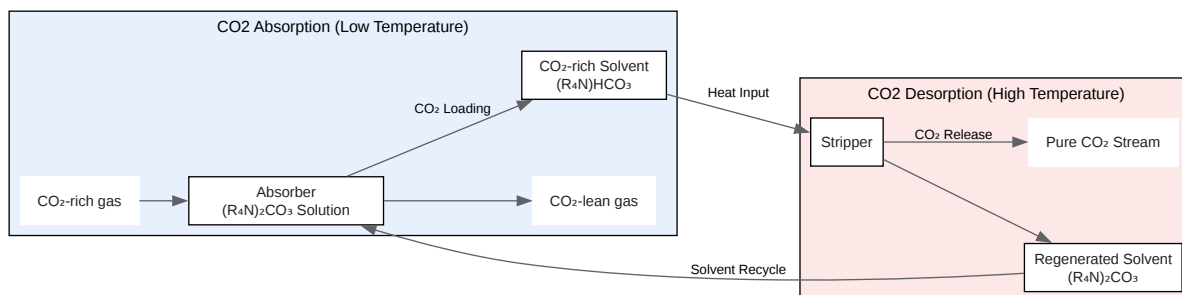 CO2 Absorption (Low Temperature)
CO₂-rich Solvent
(R₄N)HCO₃
CO₂ Loading
Heat Input
CO2 Desorption (High Temperature)
Stripper
CO₂ Release
Pure CO₂ Stream
CO₂-rich gas
Absorber
(R₄N)₂CO₃ Solution
CO₂-lean gas
Solvent Recycle
Regenerated Solvent
(R₄N)₂CO₃